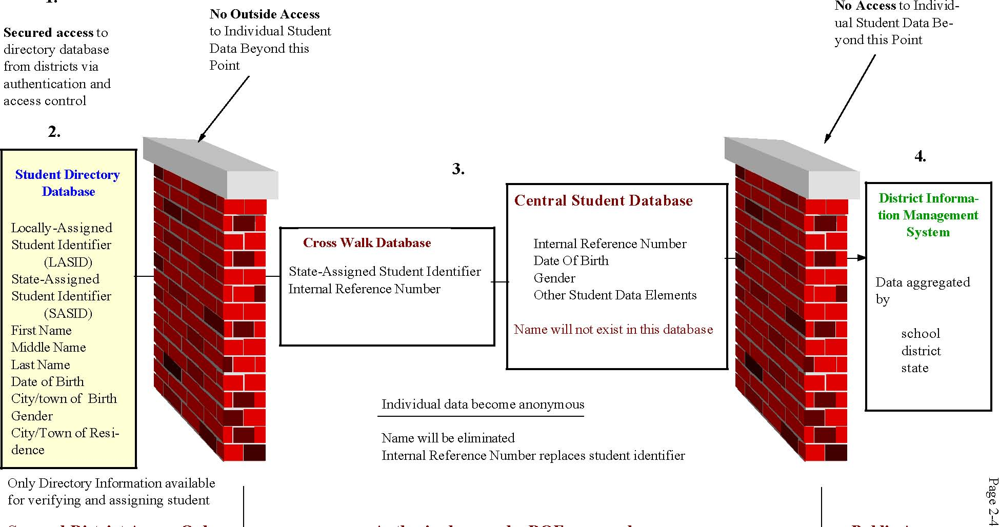 1.
No Outside Access
to Individual Student
Data Beyond this
Point
No Access to Individ-
ual Student Data Be-
yond this Point
Secured access to
directory database
from districts via
authentication and
access control
2.
Student Directory
Database
Locally-Assigned
Student Identifier
(LASID)
State-Assigned
Student Identifier
(SASID)
First Name
Middle Name
Last Name
Date of Birth
City/town of Birth
Gender
City/Town of Resi-
dence
Only Directory Information available
for verifying and assigning student
3.
Cross Walk Database
State-Assigned Student Identifier
Internal Reference Number
Central Student Database
Internal Reference Number
Date Of Birth
Gender
Other Student Data Elements
Name will not exist in this database
Individual data become anonymous
Name will be eliminated
Internal Reference Number replaces student identifier
4.
District Informa-
tion Management
System
Data aggregated
by
school
district
state
Page 2-4